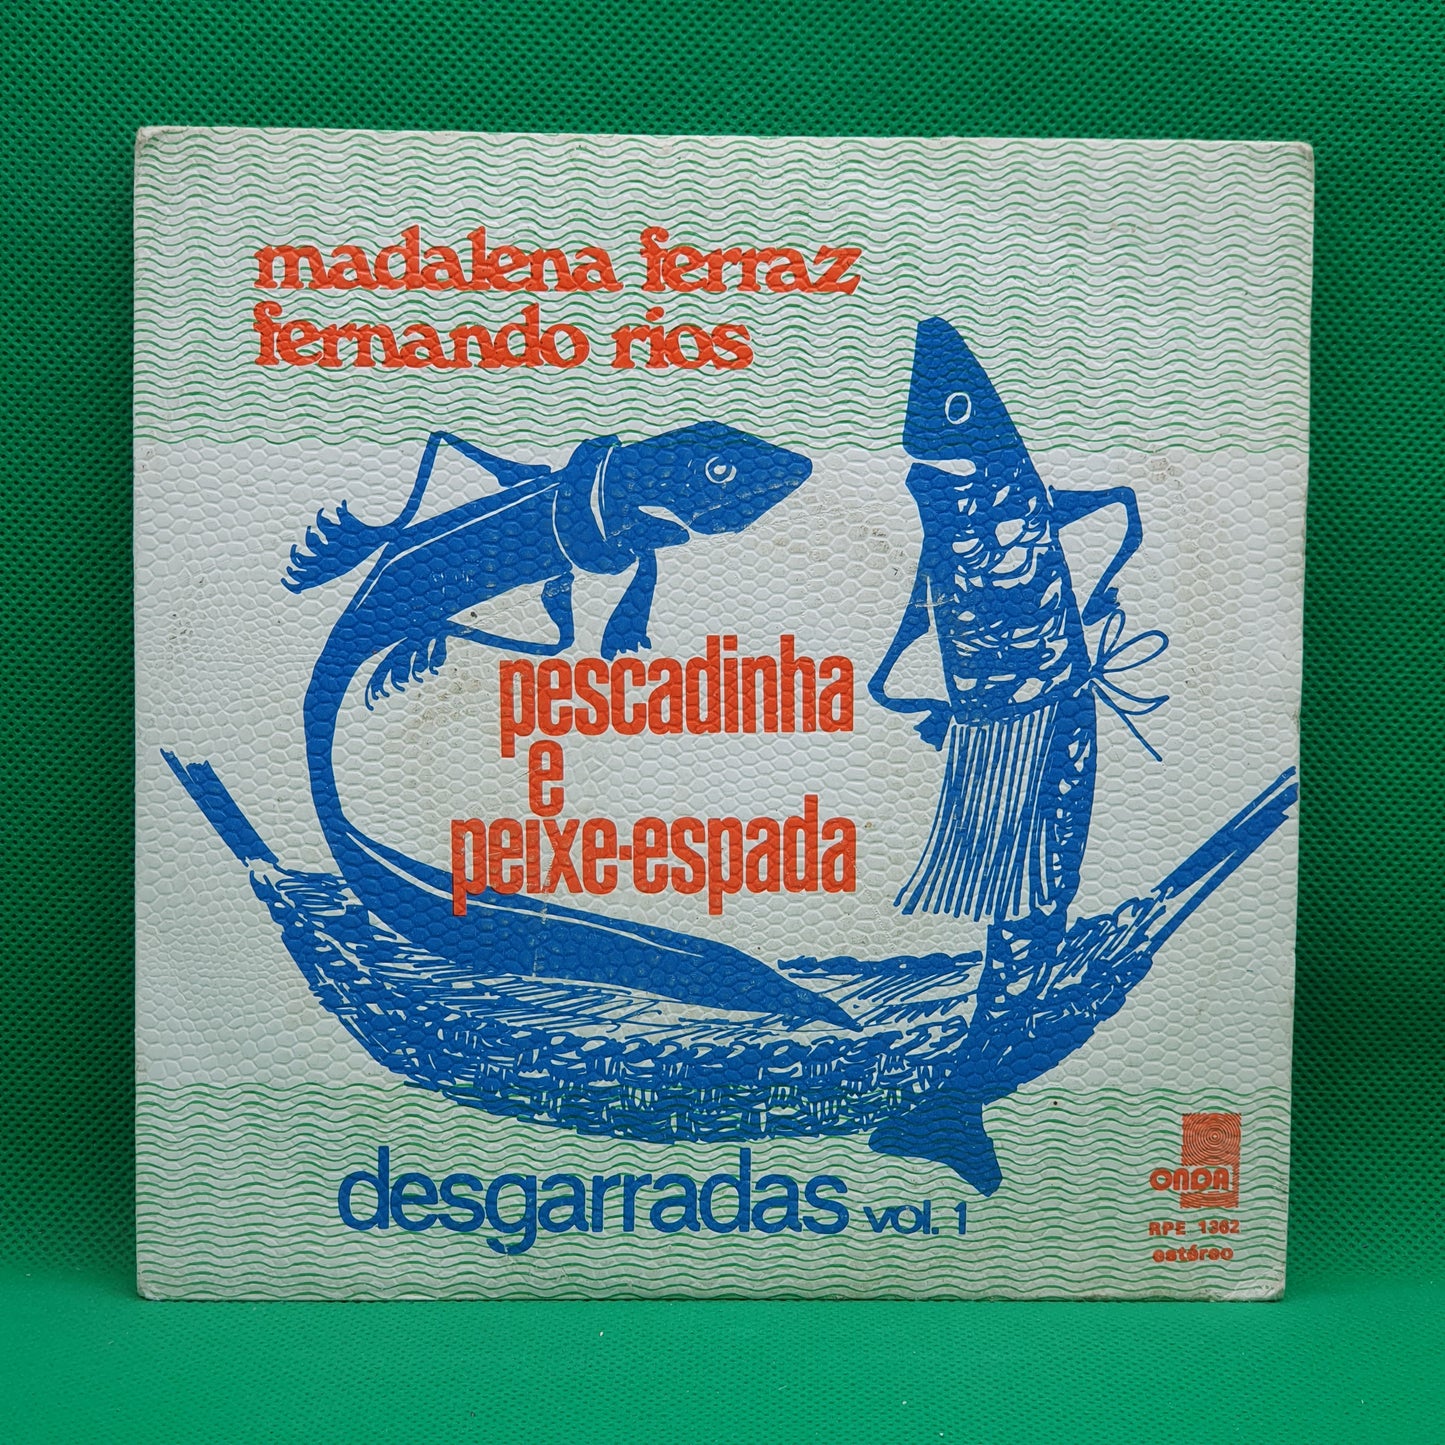 madalena ferraz
fernando rios
pescadinha
e
peixe-espada
desgarradas vol. 1
ONDA
RPE 1362
estéreo